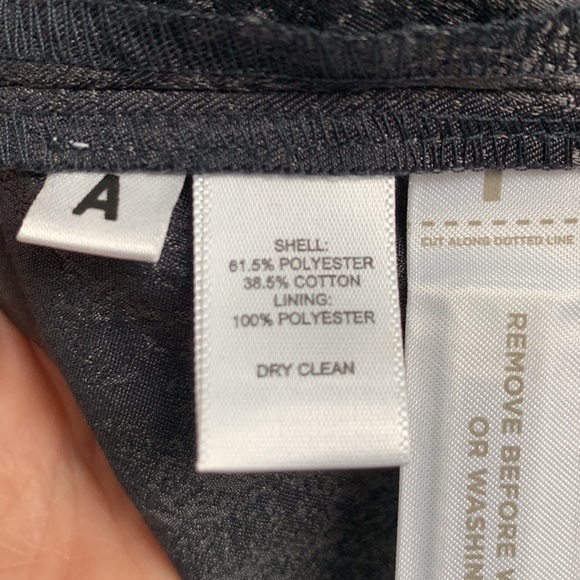 A
SHELL:
61.5% POLYESTER
38.5% COTTON
LINING:
100% POLYESTER
DRY CLEAN
CUT ALONG DOTTED LINE
REMOVE BEFORE
OR